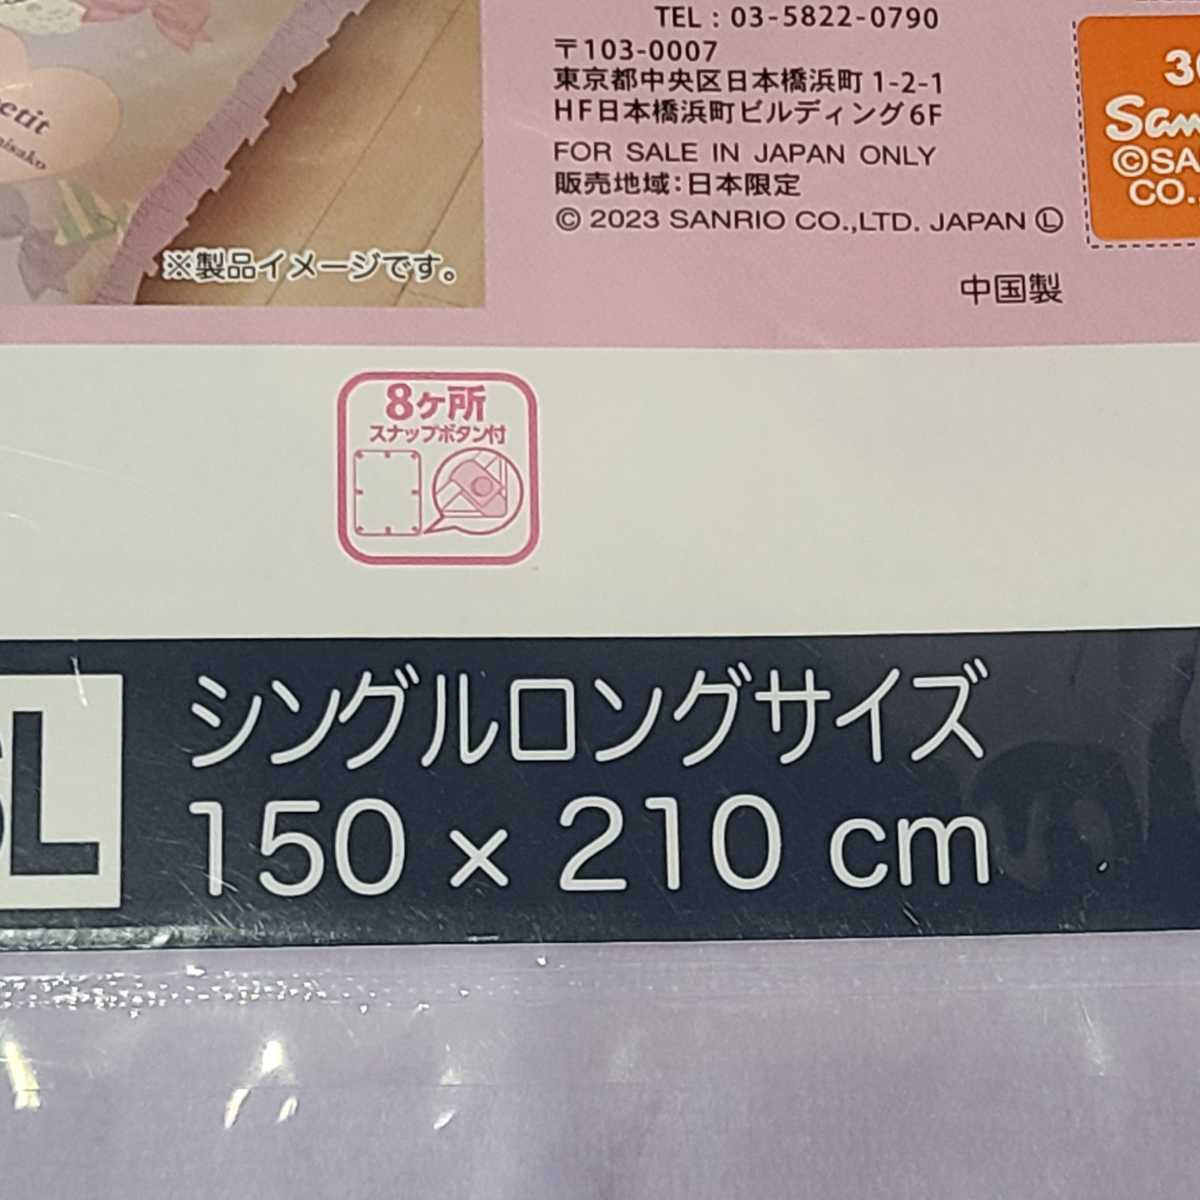 TEL : 03-5822-0790
〒103-0007
東京都中央区日本橋浜町 1-2-1
HF日本橋浜町ビルディング6F
FOR SALE IN JAPAN ONLY
販売地域:日本限定
© 2023 SANRIO CO.,LTD. JAPAN Ⓛ
中国製
※製品イメージです。
8ヶ所
スナップボタン付
SL
シングルロングサイズ
150 × 210 cm